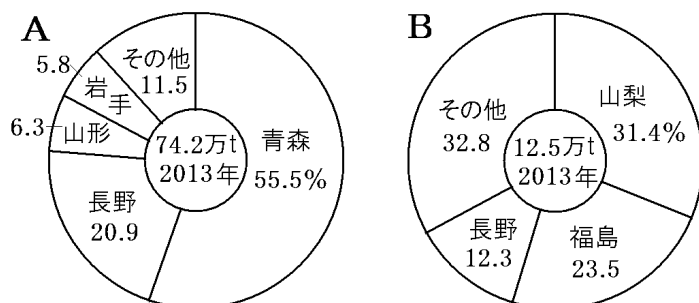 A
その他
11.5
5.8
岩手
6.3
山形
長野
20.9
青森
55.5%
74.2万t
2013年
B
その他
32.8
山梨
31.4%
12.5万t
2013年
長野
12.3
福島
23.5